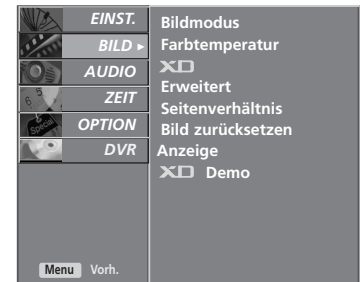 EINST.
BILD ▸
AUDIO
ZEIT
OPTION
DVR
Bildmodus
Farbtemperatur
XD
Erweitert
Seitenverhältnis
Bild zurücksetzen
Anzeige
XD Demo
Menu Vorh.